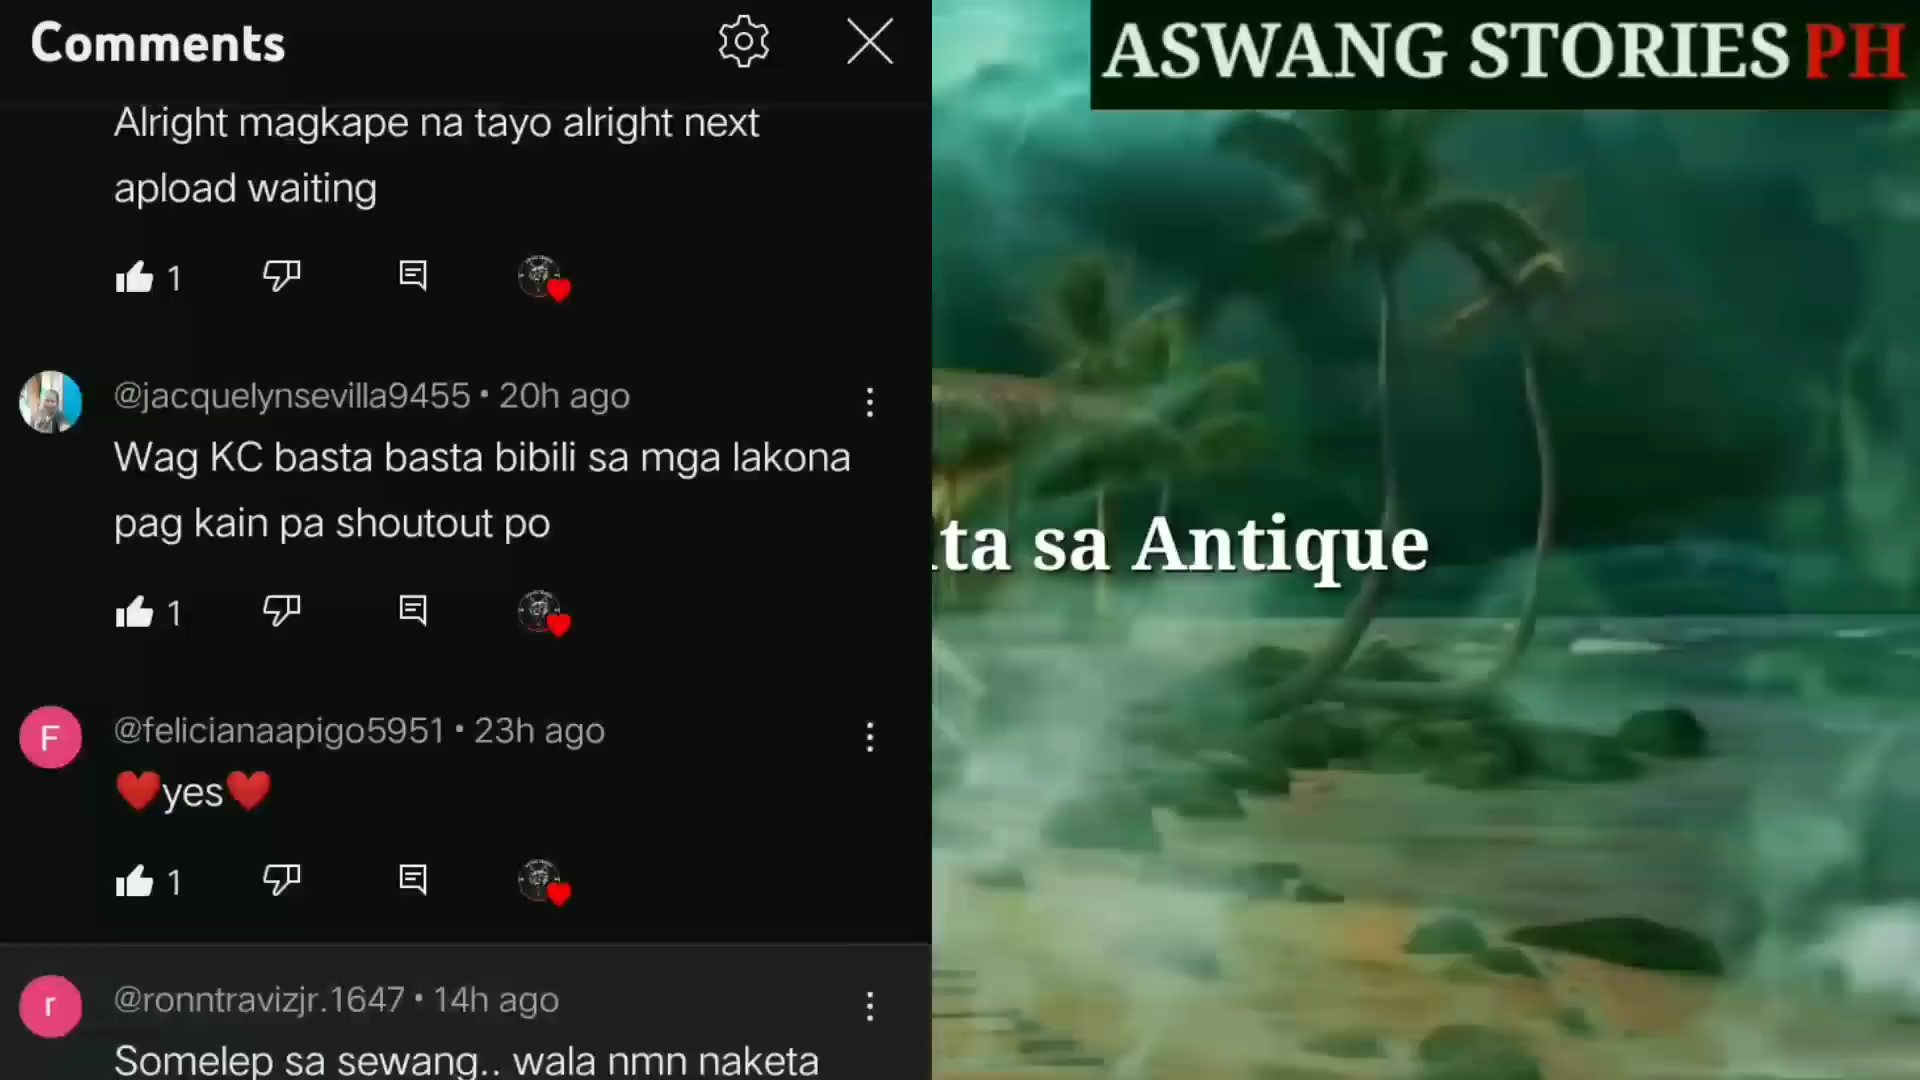 Comments
Alright magkape na tayo alright next
apload waiting
1
@jacquelynsevilla9455 • 20h ago
Wag KC basta basta bibili sa mga lakona
pag kain pa shoutout po
1
F
@felicianaapigo5951 • 23h ago
❤️yes❤️
1
r
@ronntravizjr.1647 • 14h ago
Somelep sa sewang.. wala nmn naketa
ASWANG STORIES PH
ta sa Antique